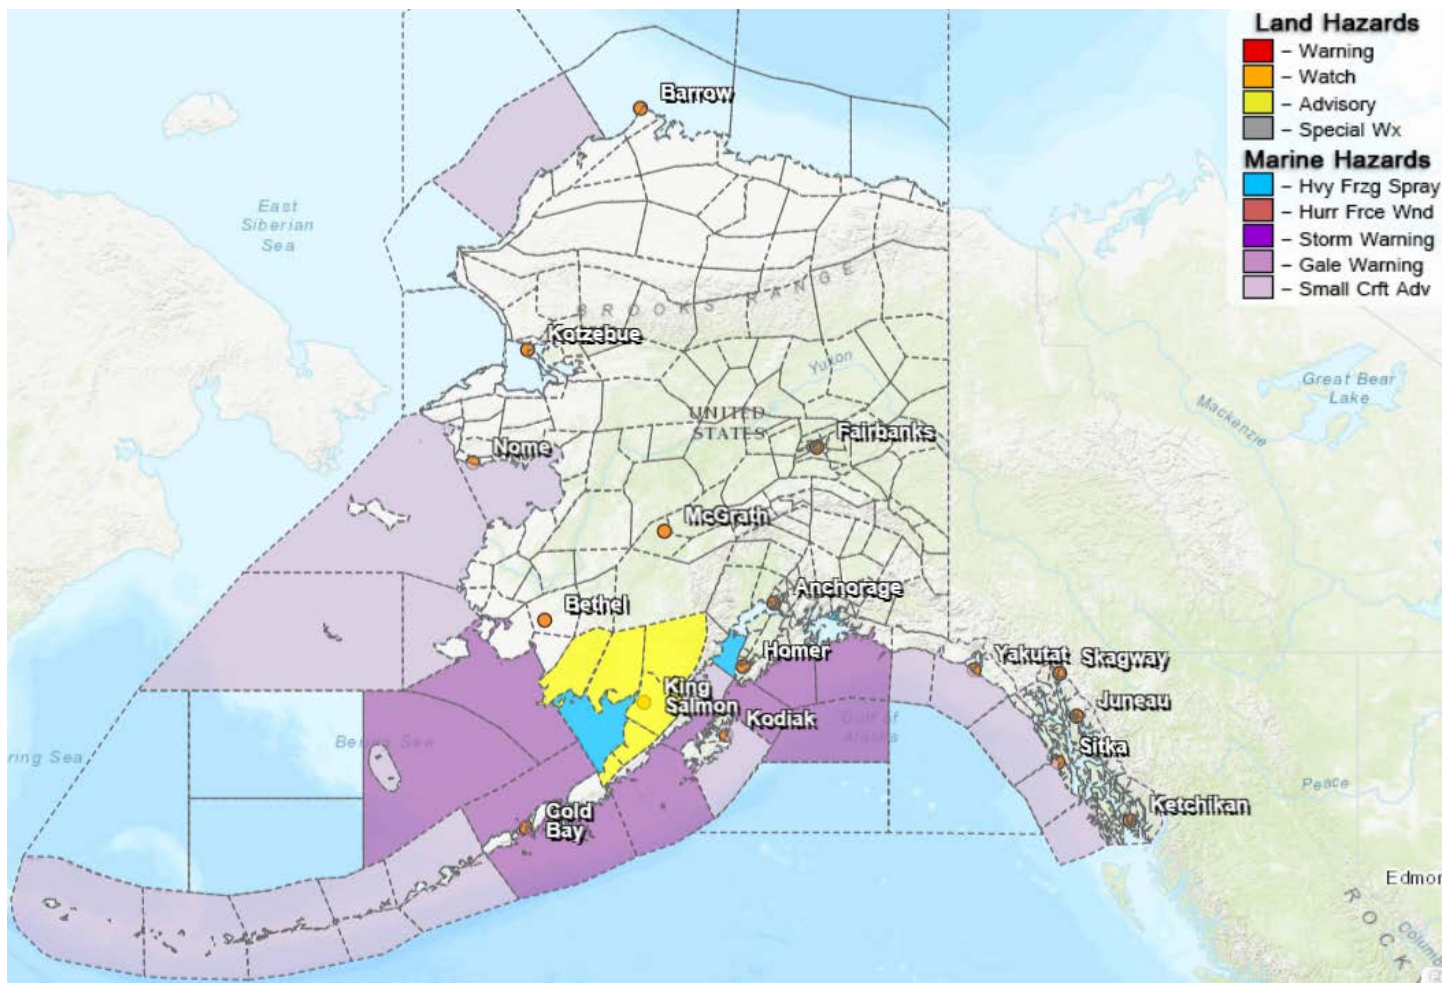 Land Hazards
– Warning
– Watch
– Advisory
– Special Wx
Marine Hazards
– Hvy Frzg Spray
– Hurr Frce Wnd
– Storm Warning
– Gale Warning
– Small Crft Adv
Barrow
East
Siberian
Sea
BROOKS RANGE
Kotzebue
Yukon
Great Bear
Lake
Mackenzie
UNITED
STATES
Fairbanks
Nome
McGrath
Anchorage
Bethel
Homer
Yakutat
Skagway
King
Salmon
Juneau
Kodiak
Gulf of
Alaska
Bering Sea
ring Sea
Sitka
Peace
Cold
Bay
Ketchikan
Edmor
ROCK
Columb